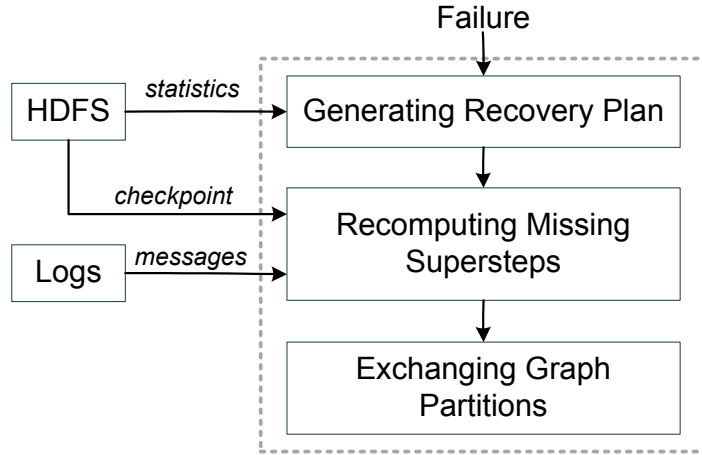 Failure
statistics
HDFS
Generating Recovery Plan
checkpoint
Recomputing Missing
Supersteps
messages
Logs
Exchanging Graph
Partitions